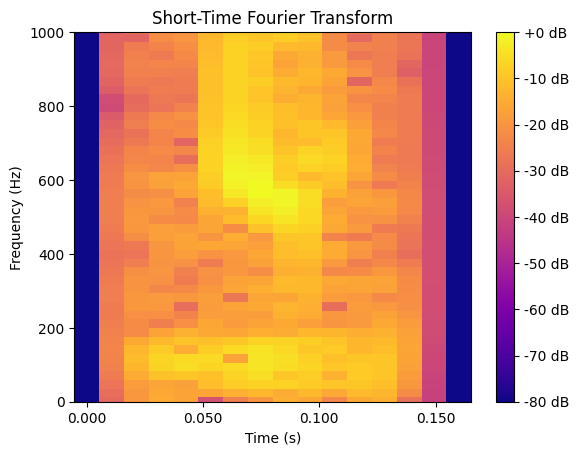 Short-Time Fourier Transform
1000
800
600
400
200
0
Frequency (Hz)
0.000
0.050
0.100
0.150
Time (s)
+0 dB
-10 dB
-20 dB
-30 dB
-40 dB
-50 dB
-60 dB
-70 dB
-80 dB